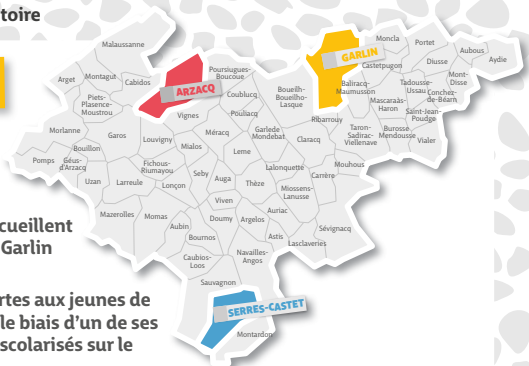 toire
Malaussanne
Moncla
Portet
Aubous
Aydie
GARLIN
Castetpugon
Diusse
Mont-
Disse
Arget
Montagut
Cabidos
Poursiugues-
Boucoue
ARZACQ
Coublucq
Boueilh-
Boueilho-
Lasque
Baliracq-
Maumusson
Tadousse-
Ussau
Conchez-
de-Béarn
Piets-
Plasence-
Moustrou
Vignes
Pouliacq
Ribarrouy
Mascaraàs-
Haron
Saint-Jean-
Poudge
Morlanne
Garos
Louvigny
Méracq
Garlede
Mondebat
Claracq
Taron-
Sadirac-
Viellenave
Burosse-
Mendousse
Vialer
Bouillon
Mialos
Leme
Pomps
Géus-
d'Arzacq
Fichous-
Riumayou
Lalonquette
Mouhous
Carrère
Uzan
Larreule
Lonçon
Seby
Auga
Thèze
Miossens-
Lanusse
Viven
Auriac
Mazerolles
Momas
Doumy
Argelos
Sévignacq
Aubin
Bournos
Astis
Lasclaveries
cueillent
Garlin
Caubios-
Loos
Navailles-
Angos
Sauvagnon
rtes aux jeunes de
le biais d'un de ses
scolarisés sur le
SERRES-CASTET
Montardon